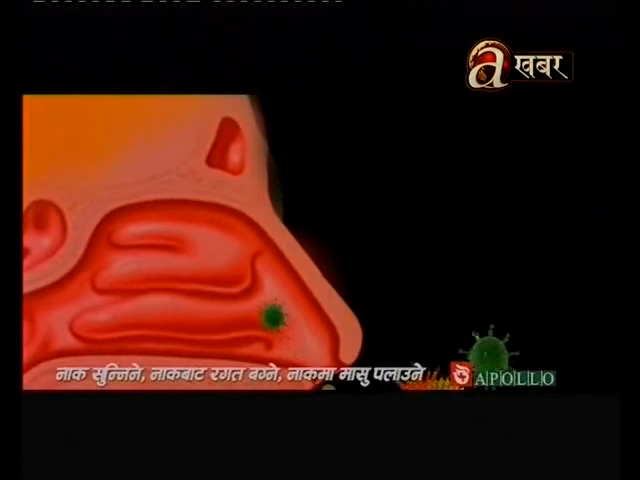 a खबर
नाक सुन्निने, नाकबाट रगत बग्ने, नाकमा मासु पलाउने
APOLLO